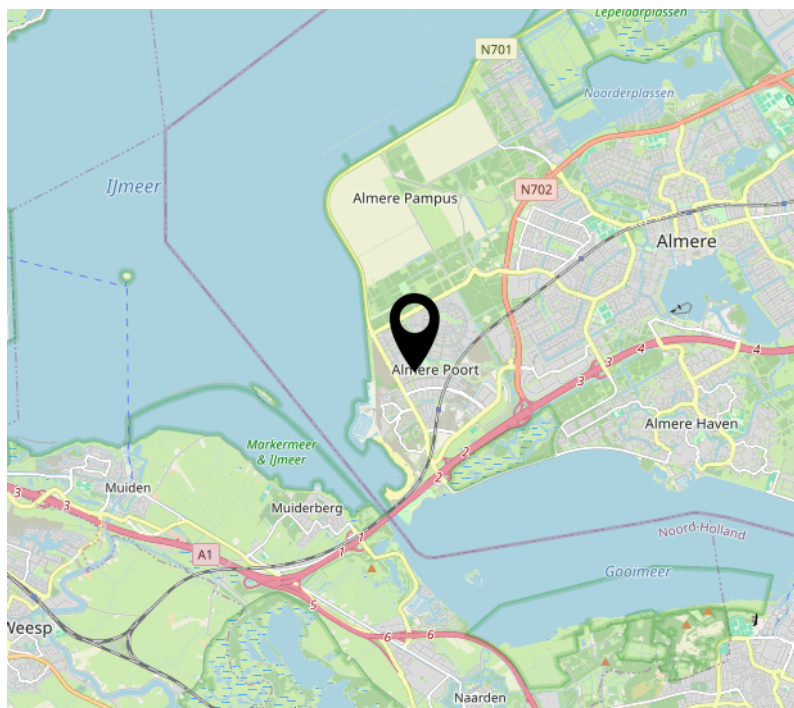 Lepelaarplassen
N701
Noorderplassen
IJmeer
N702
Almere Pampus
Almere
Almere Poort
4
4
3
3
Almere Haven
Markermeer
& IJmeer
2
2
Muiden
3
3
Muiderberg
1
1
Noord-Holland
A1
Gooimeer
5
Weesp
6
6
Naarden